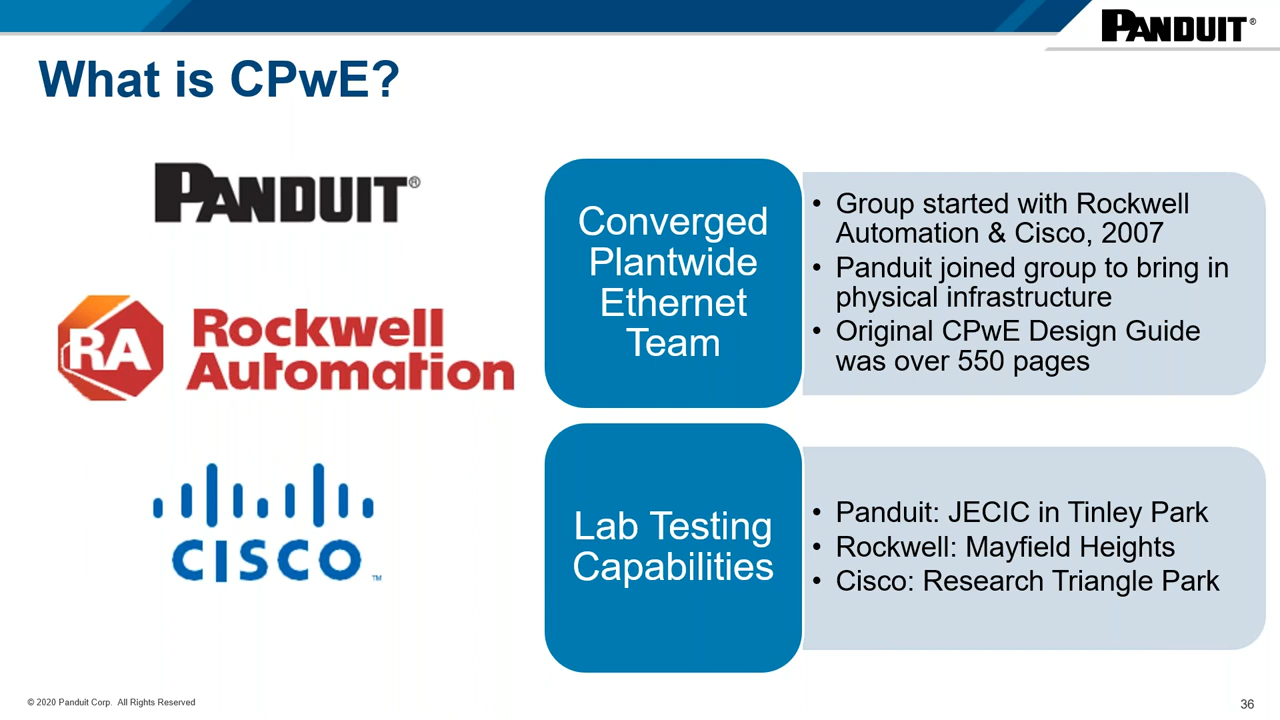 PANDUIT®
What is CPwE?
PANDUIT®
RA Rockwell
Automation
CISCO™
Converged
Plantwide
Ethernet
Team
• Group started with Rockwell
Automation & Cisco, 2007
• Panduit joined group to bring in
physical infrastructure
• Original CPwE Design Guide
was over 550 pages
Lab Testing
Capabilities
• Panduit: JECIC in Tinley Park
• Rockwell: Mayfield Heights
• Cisco: Research Triangle Park
© 2020 Panduit Corp. All Rights Reserved
36